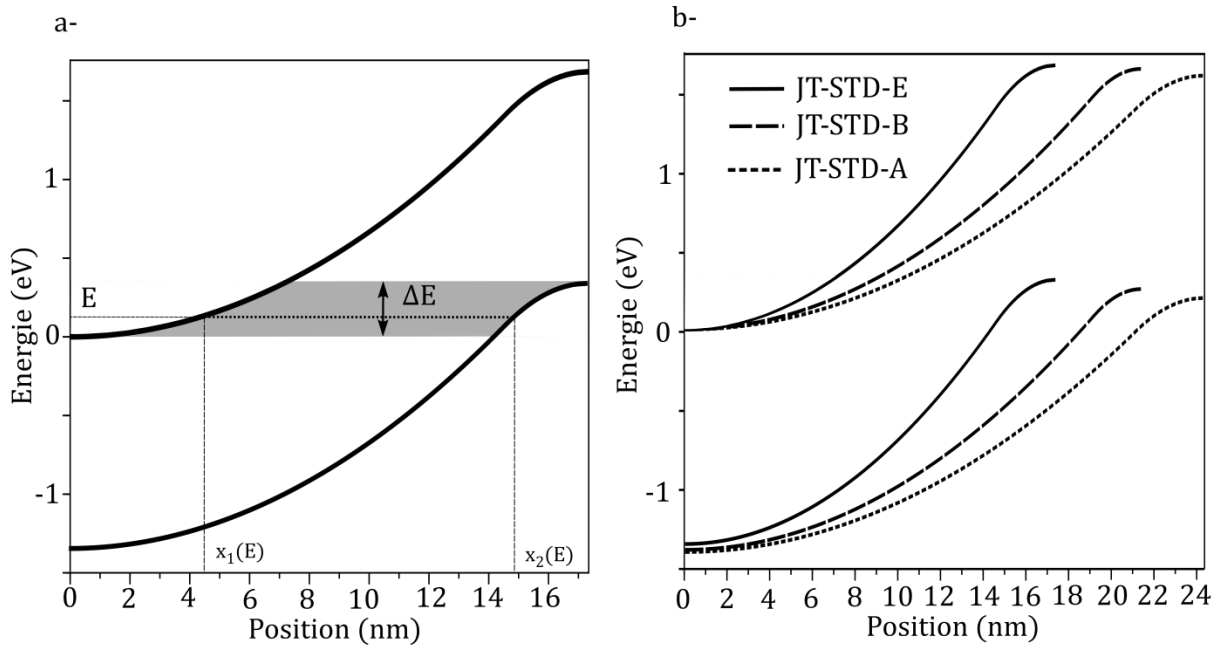 a-
Energie (eV)
1
E
ΔE
0
-1
x₁(E)
x₂(E)
0 2 4 6 8 10 12 14 16
Position (nm)
b-
JT-STD-E
JT-STD-B
JT-STD-A
Energie (eV)
1
0
-1
0 2 4 6 8 10 12 14 16 18 20 22 24
Position (nm)